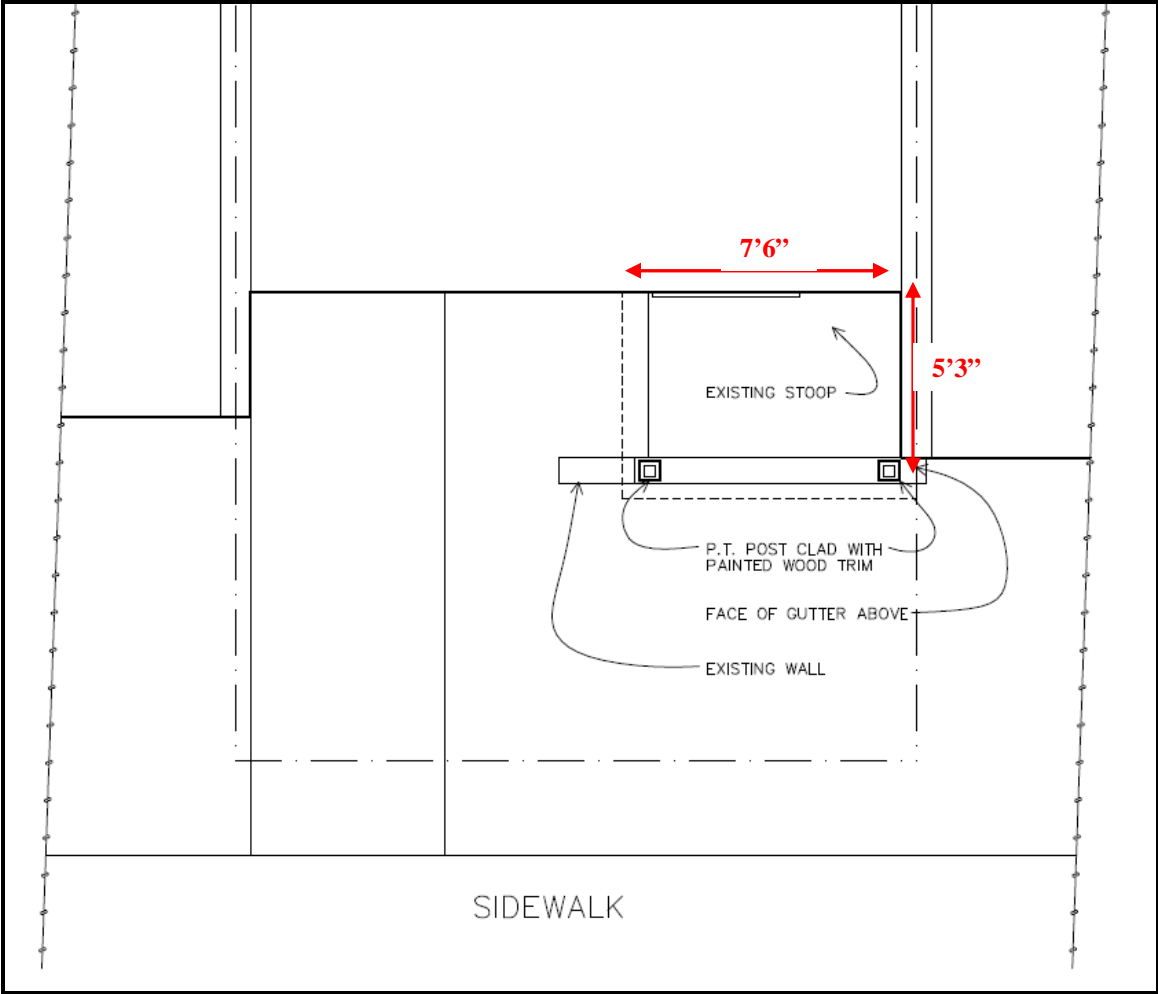 7’6”
5’3”
EXISTING STOOP
P.T. POST CLAD WITH
PAINTED WOOD TRIM
FACE OF GUTTER ABOVE
EXISTING WALL
SIDEWALK